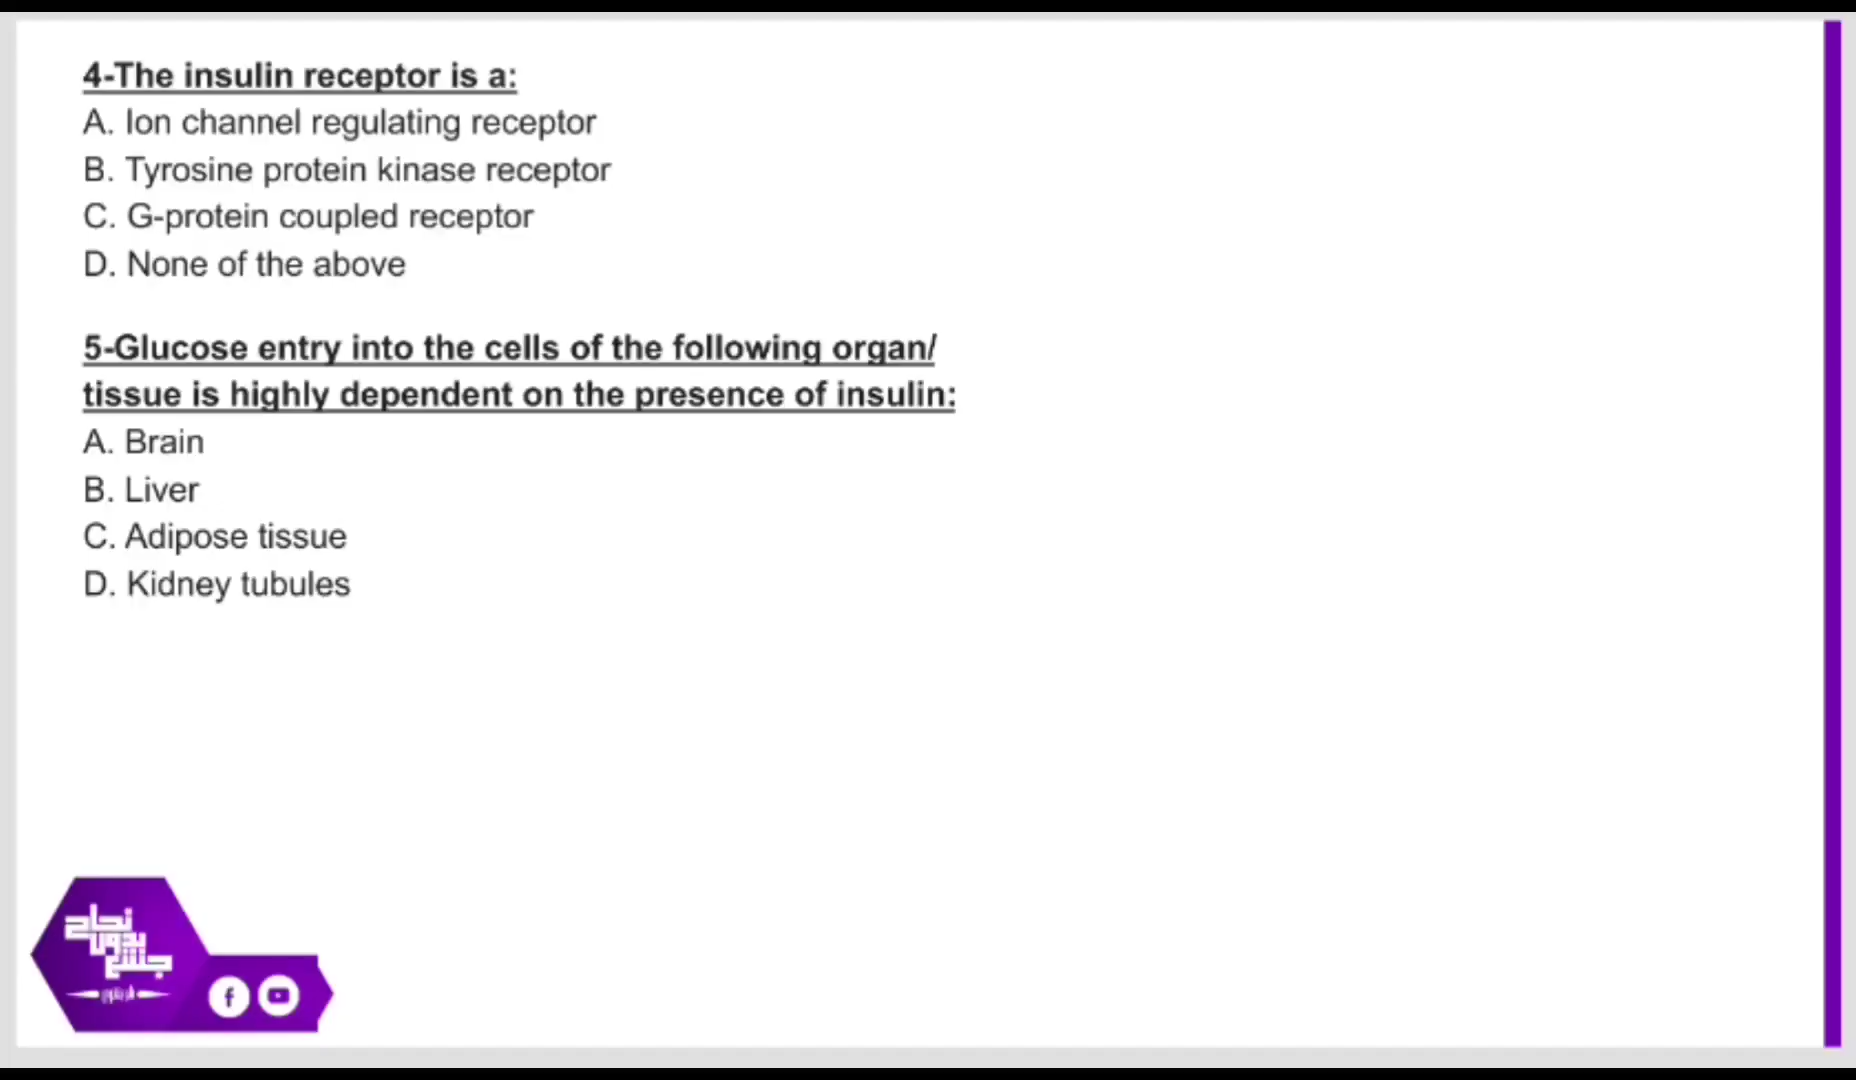 4-The insulin receptor is a:
A. Ion channel regulating receptor
B. Tyrosine protein kinase receptor
C. G-protein coupled receptor
D. None of the above
5-Glucose entry into the cells of the following organ/
tissue is highly dependent on the presence of insulin:
A. Brain
B. Liver
C. Adipose tissue
D. Kidney tubules
نجاح
بدون